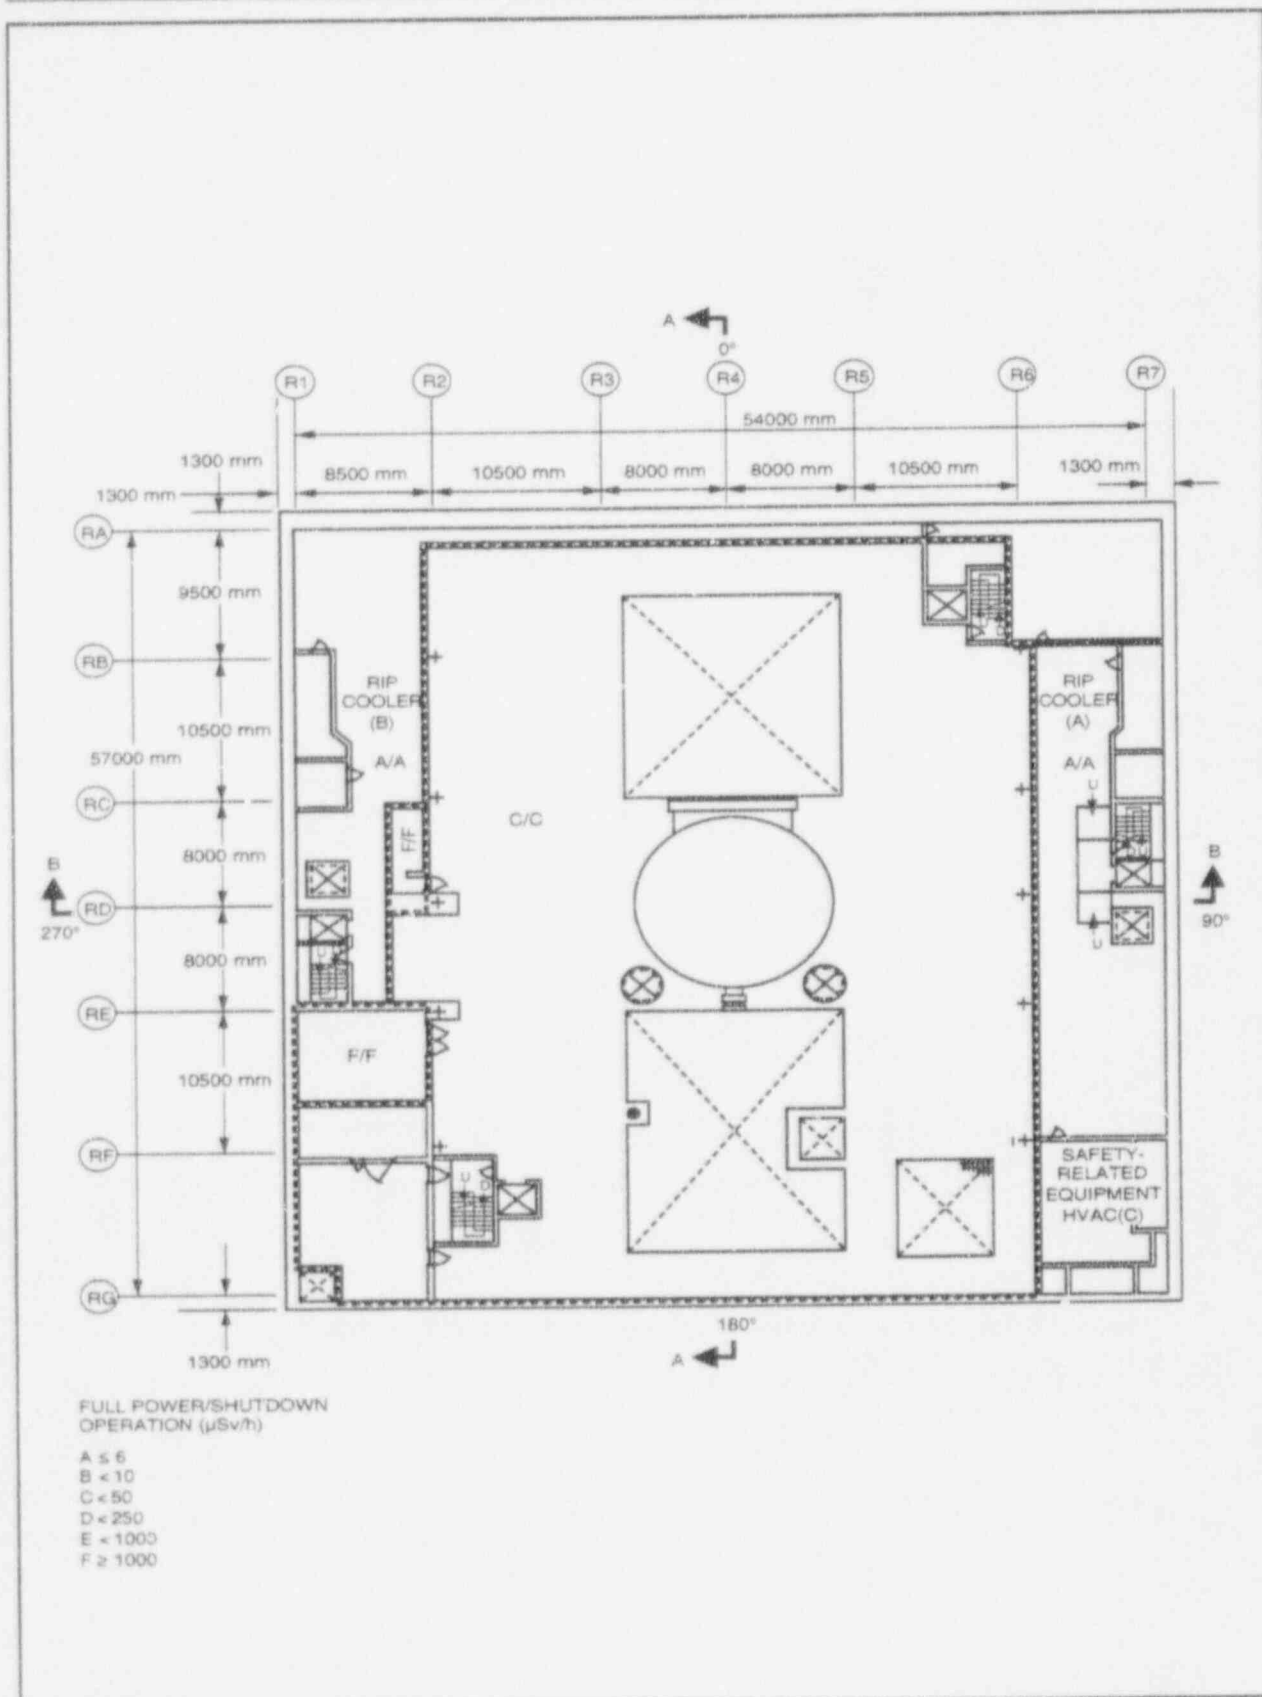 A
0°
R1 R2 R3 R4 R5 R6 R7
54000 mm
1300 mm
8500 mm 10500 mm 8000 mm 8000 mm 10500 mm 1300 mm
1300 mm
RA
9500 mm
RB
RIP
COOLER
(B)
RIP
COOLER
(A)
10500 mm
57000 mm
A/A
A/A
U
RC
C/C
F/F
8000 mm
B
B
RD
270°
90°
U
8000 mm
RE
F/F
10500 mm
RF
SAFETY-
RELATED
EQUIPMENT
HVAC(C)
U
D
RG
180°
A
1300 mm
FULL POWER/SHUTDOWN
OPERATION (µSv/h)
A ≤ 6
B < 10
C < 50
D < 250
E < 1000
F ≥ 1000